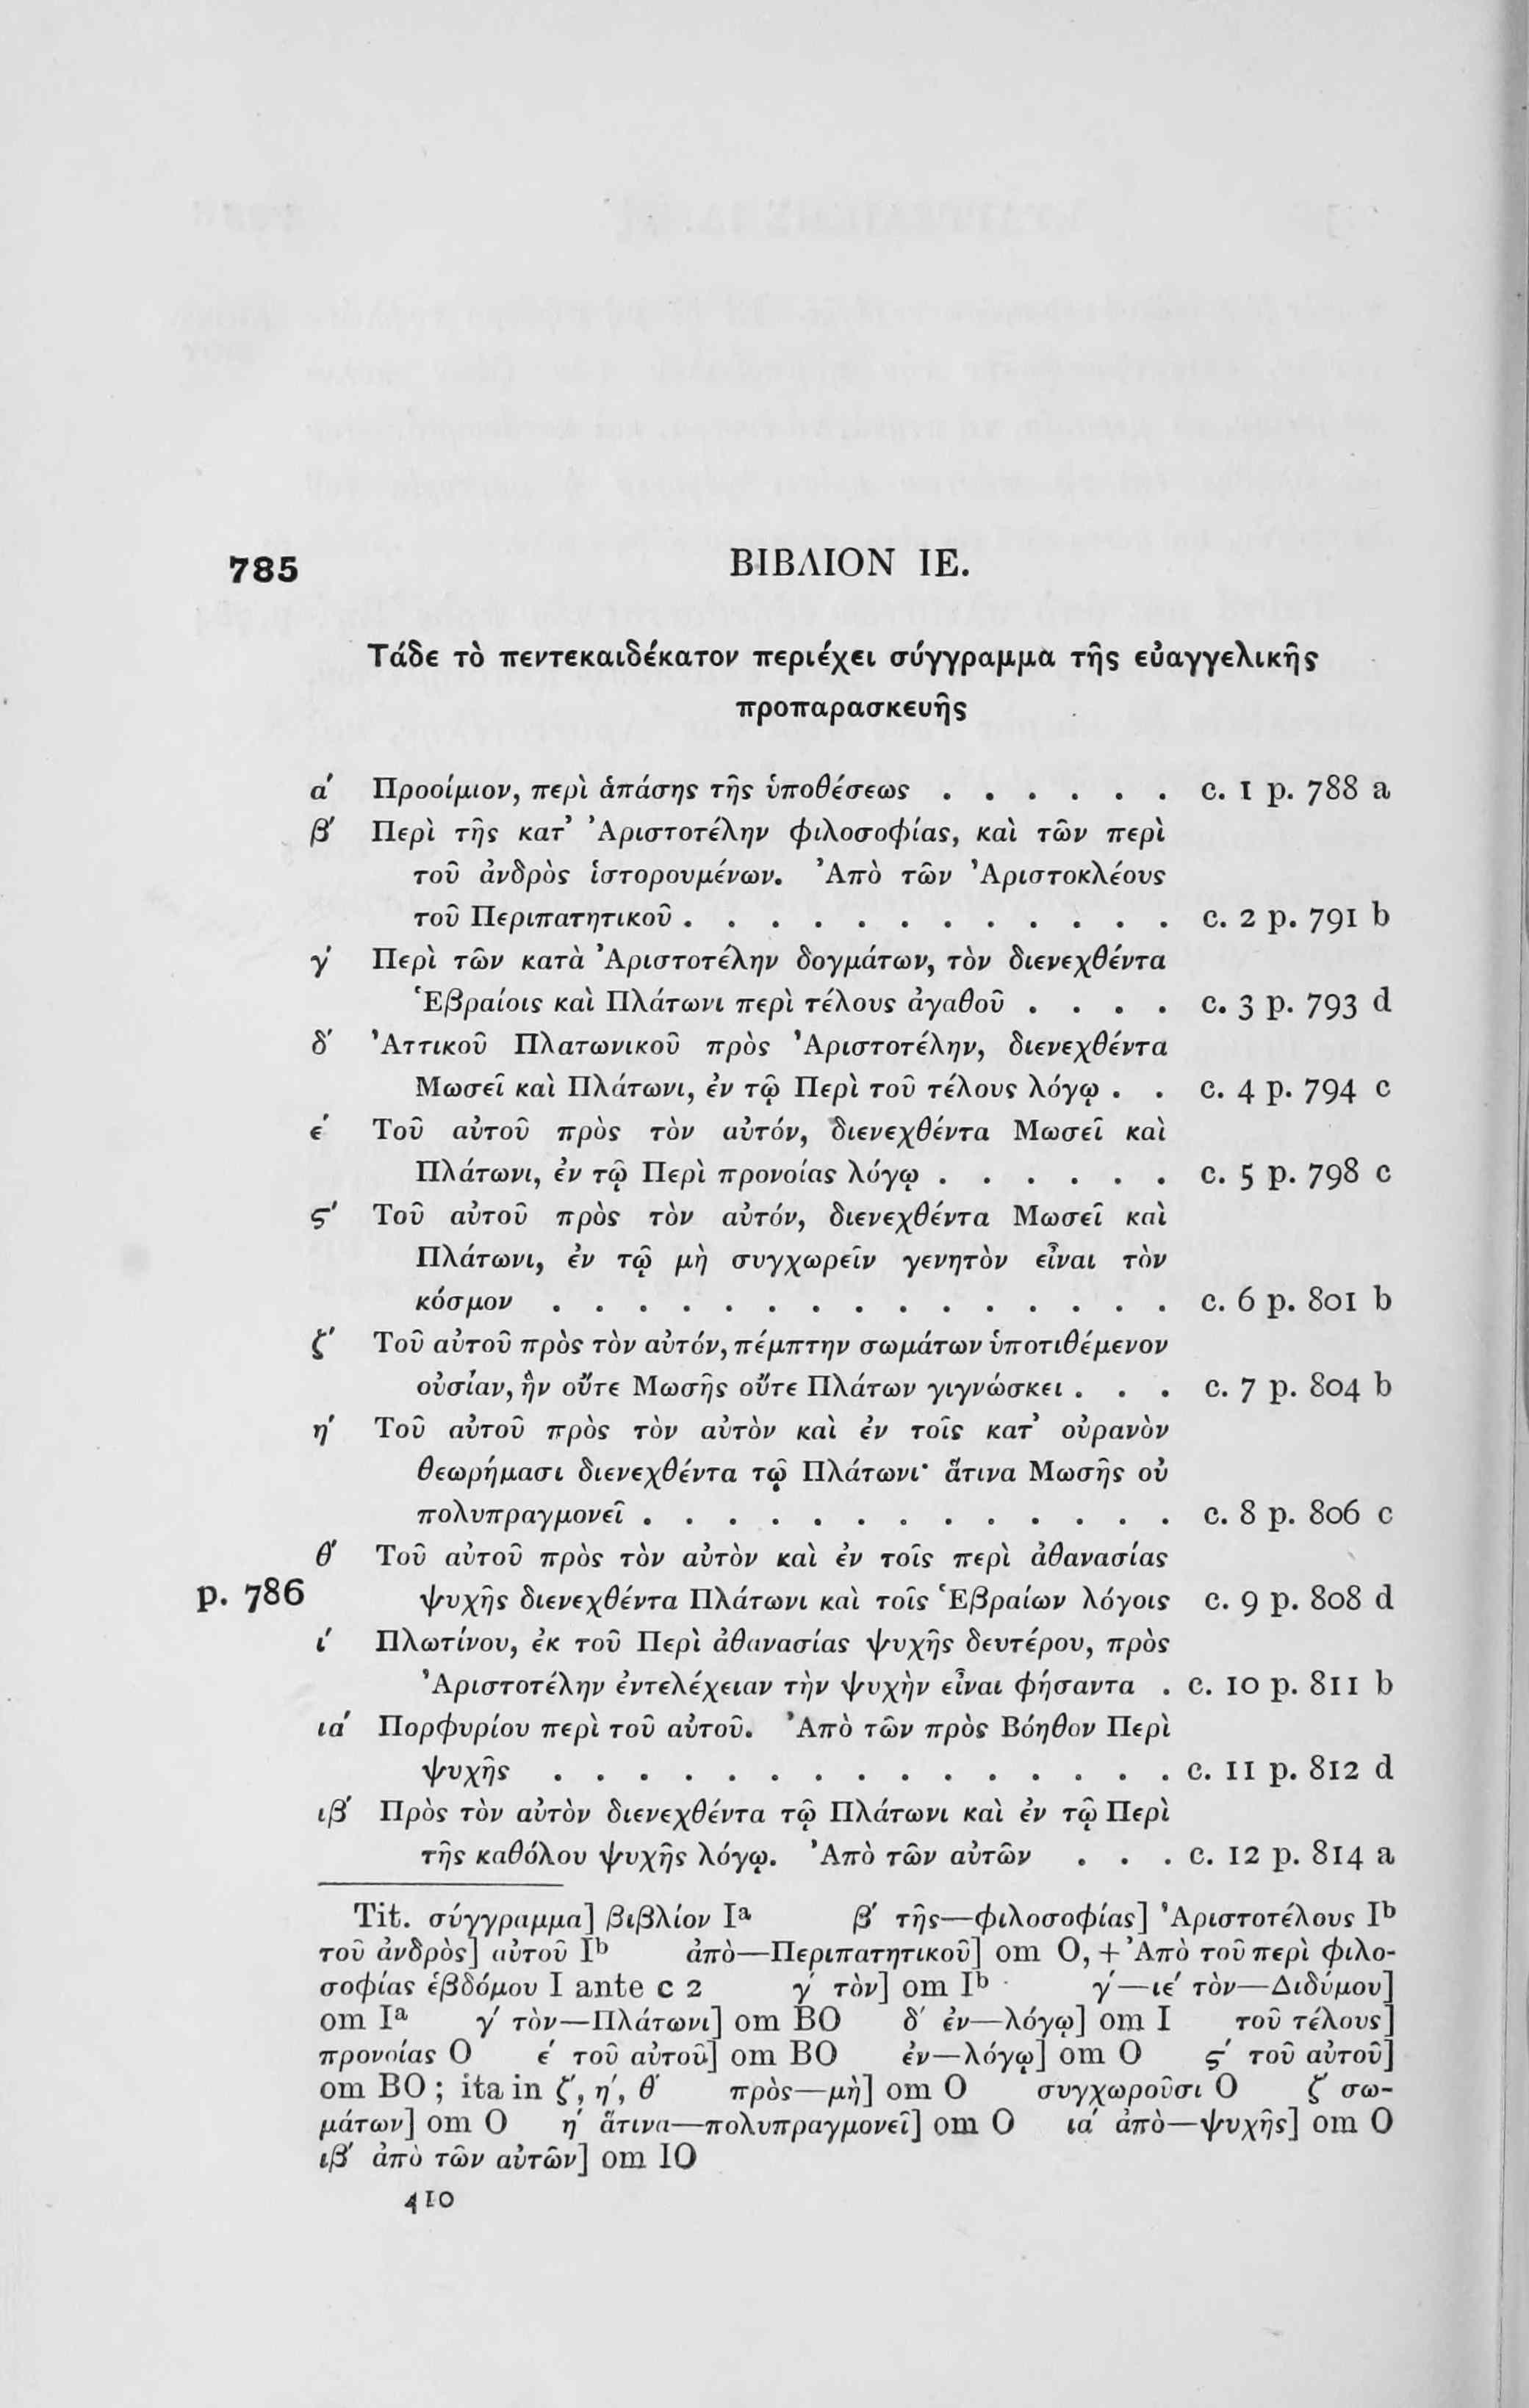 785 ΒΙΒΛΙΟΝ ΙΕ.
Τάδε τὸ πεντεκαιδέκατον περιέχει σύγγραμμα τῆς εὐαγγελικῆς
προπαρασκευῆς
α΄ Προοίμιον, περὶ ἁπάσης τῆς ὑποθέσεως . . . . . . c. 1 p. 788 a
β΄ Περὶ τῆς κατ’ Ἀριστοτέλην φιλοσοφίας, καὶ τῶν περὶ
τοῦ ἀνδρὸς ἱστορουμένων. Ἀπὸ τῶν Ἀριστοκλέους
τοῦ Περιπατητικοῦ . . . . . . . . . . . . c. 2 p. 791 b
γ΄ Περὶ τῶν κατὰ Ἀριστοτέλην δογμάτων, τὸν διενεχθέντα
Ἑβραίοις καὶ Πλάτωνι περὶ τέλους ἀγαθοῦ . . . . c. 3 p. 793 d
δ΄ Ἀττικοῦ Πλατωνικοῦ πρὸς Ἀριστοτέλην, διενεχθέντα
Μωσεῖ καὶ Πλάτωνι, ἐν τῷ Περὶ τοῦ τέλους λόγῳ . . c. 4 p. 794 c
ε΄ Τοῦ αὐτοῦ πρὸς τὸν αὐτόν, διενεχθέντα Μωσεῖ καὶ
Πλάτωνι, ἐν τῷ Περὶ προνοίας λόγῳ . . . . . . c. 5 p. 798 c
ϛ΄ Τοῦ αὐτοῦ πρὸς τὸν αὐτόν, διενεχθέντα Μωσεῖ καὶ
Πλάτωνι, ἐν τῷ μὴ συγχωρεῖν γενητὸν εἶναι τὸν
κόσμον . . . . . . . . . . . . . . . c. 6 p. 801 b
ζ΄ Τοῦ αὐτοῦ πρὸς τὸν αὐτόν, πέμπτην σωμάτων ὑποτιθέμενον
οὐσίαν, ἣν οὔτε Μωσῆς οὔτε Πλάτων γιγνώσκει . . . c. 7 p. 804 b
η΄ Τοῦ αὐτοῦ πρὸς τὸν αὐτὸν καὶ ἐν τοῖς κατ’ οὐρανὸν
θεωρήμασι διενεχθέντα τῷ Πλάτωνι· ἅτινα Μωσῆς οὐ
πολυπραγμονεῖ . . . . . . . . . . . . . c. 8 p. 806 c
θ΄ Τοῦ αὐτοῦ πρὸς τὸν αὐτὸν καὶ ἐν τοῖς περὶ ἀθανασίας
p. 786 ψυχῆς διενεχθέντα Πλάτωνι καὶ τοῖς Ἑβραίων λόγοις c. 9 p. 808 d
ι΄ Πλωτίνου, ἐκ τοῦ Περὶ ἀθανασίας ψυχῆς δευτέρου, πρὸς
Ἀριστοτέλην ἐντελέχειαν τὴν ψυχὴν εἶναι φήσαντα . c. 10 p. 811 b
ια΄ Πορφυρίου περὶ τοῦ αὐτοῦ. Ἀπὸ τῶν πρὸς Βόηθον Περὶ
ψυχῆς . . . . . . . . . . . . . . . c. 11 p. 812 d
ιβ΄ Πρὸς τὸν αὐτὸν διενεχθέντα τῷ Πλάτωνι καὶ ἐν τῷ Περὶ
τῆς καθόλου ψυχῆς λόγῳ. Ἀπὸ τῶν αὐτῶν . . . c. 12 p. 814 a
Tit. σύγγραμμα] βιβλίον Iᵃ β΄ τῆς—φιλοσοφίας] Ἀριστοτέλους Iᵇ
τοῦ ἀνδρὸς] αὐτοῦ Iᵇ ἀπὸ—Περιπατητικοῦ] om O, + Ἀπὸ τοῦ περὶ φιλο-
σοφίας ἑβδόμου I ante c 2 γ΄ τὸν] om Iᵇ γ΄—ιε΄ τὸν—Διδύμου]
om Iᵃ γ΄ τὸν—Πλάτωνι] om BO δ΄ ἐν—λόγῳ] om I τοῦ τέλους]
προνοίας O ε΄ τοῦ αὐτοῦ] om BO ἐν—λόγῳ] om O ϛ΄ τοῦ αὐτοῦ]
om BO; ita in ζ΄, η΄, θ΄ πρὸς—μὴ] om O συγχωροῦσι O ζ΄ σω-
μάτων] om O η΄ ἅτινα—πολυπραγμονεῖ] om O ια΄ ἀπὸ—ψυχῆς] om O
ιβ΄ ἀπὸ τῶν αὐτῶν] om IO
410